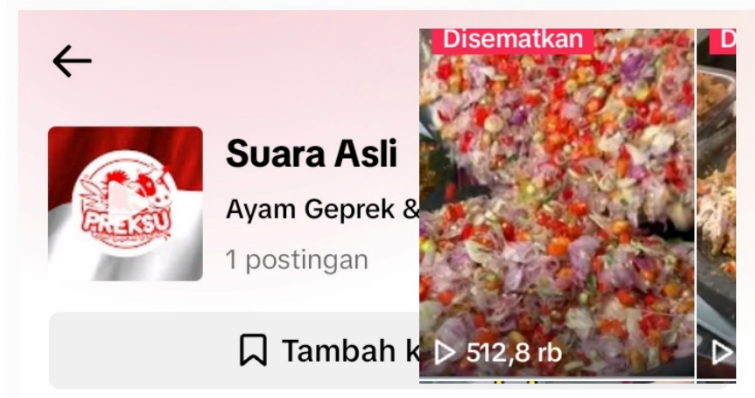 Disematkan
D
Suara Asli
PREKSU
Ayam Geprek &
1 postingan
Tambah k
512,8 rb